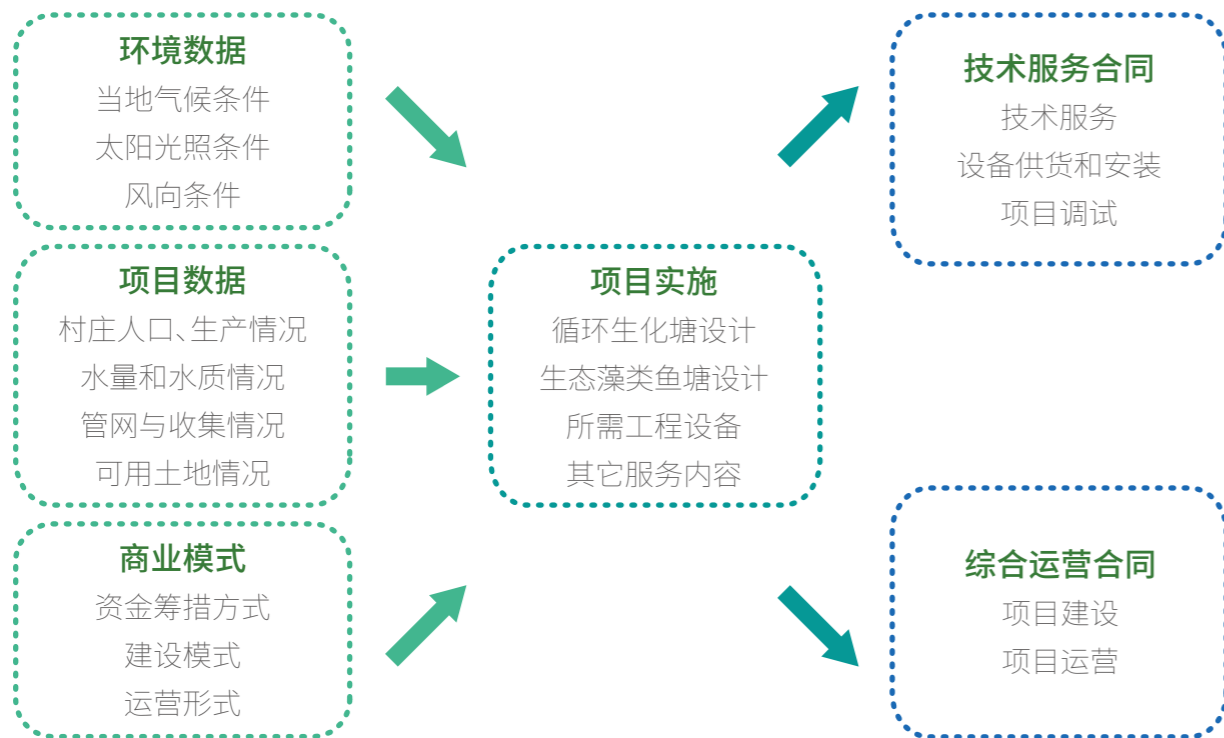 环境数据
当地气候条件
太阳光照条件
风向条件
项目数据
村庄人口、生产情况
水量和水质情况
管网与收集情况
可用土地情况
商业模式
资金筹措方式
建设模式
运营形式
项目实施
循环生化塘设计
生态藻类鱼塘设计
所需工程设备
其它服务内容
技术服务合同
技术服务
设备供货和安装
项目调试
综合运营合同
项目建设
项目运营